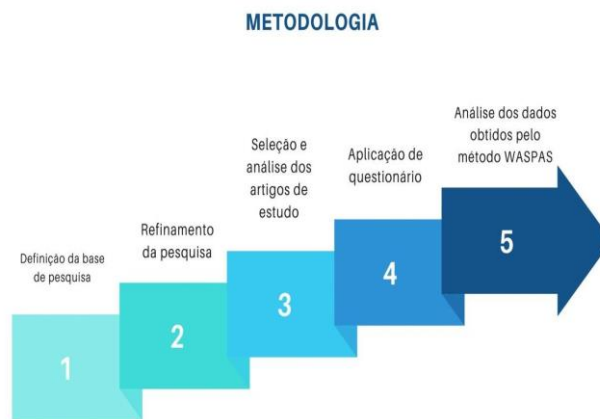 METODOLOGIA
Definição da base
de pesquisa
1
Refinamento
da pesquisa
2
Seleção e
análise dos
artigos de
estudo
3
Aplicação de
questionário
4
Análise dos dados
obtidos pelo
método WASPAS
5